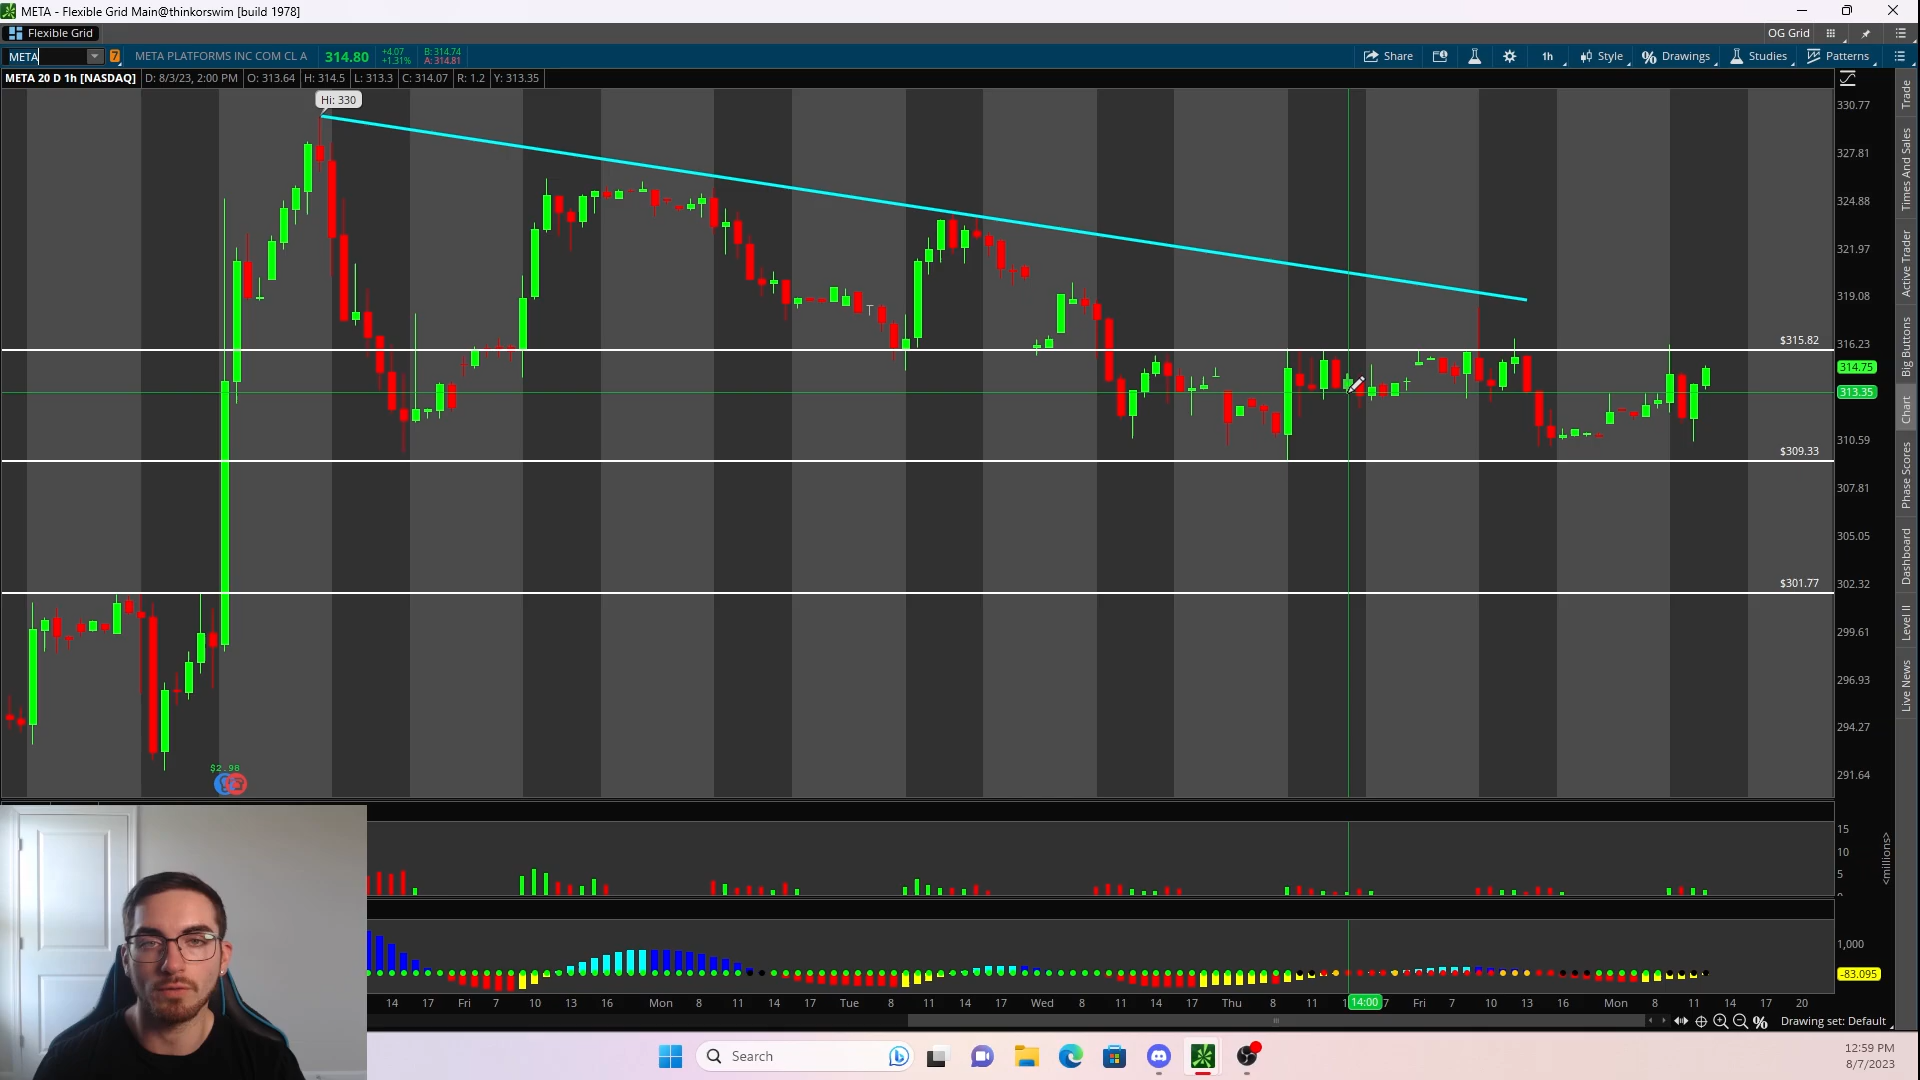 META - Flexible Grid Main@thinkorswim [build 1978]
Flexible Grid
OG Grid
META
7
META PLATFORMS INC COM CL A
314.80
+4.07
+1.31%
B: 314.74
A: 314.81
Share
1h
Style
Drawings
Studies
Patterns
META 20 D 1h [NASDAQ]
D: 8/3/23, 2:00 PM
O: 313.64
H: 314.5
L: 313.3
C: 314.07
R: 1.2
Y: 313.35
Hi: 330
330.77
327.81
324.88
321.97
319.08
$315.82
316.23
314.75
313.35
310.59
$309.33
307.81
305.05
$301.77
302.32
299.61
296.93
294.27
291.64
$2.98
Trade
Times And Sales
Active Trader
Big Buttons
Chart
Phase Scores
Dashboard
Level II
Live News
15
10
5
<millions>
1,000
-83.095
14 17 Fri 7 10 13 16 Mon 8 11 14 17 Tue 8 11 14 17 Wed 8 11 14 17 Thu 8 11 14:00 7 Fri 7 10 13 16 Mon 8 11 14 17 20
Drawing set: Default
Search
12:59 PM
8/7/2023